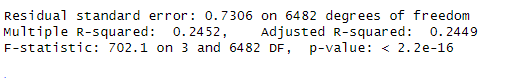 Residual standard error: 0.7306 on 6482 degrees of freedom
Multiple R-squared:  0.2452,    Adjusted R-squared:  0.2449
F-statistic: 702.1 on 3 and 6482 DF,  p-value: < 2.2e-16